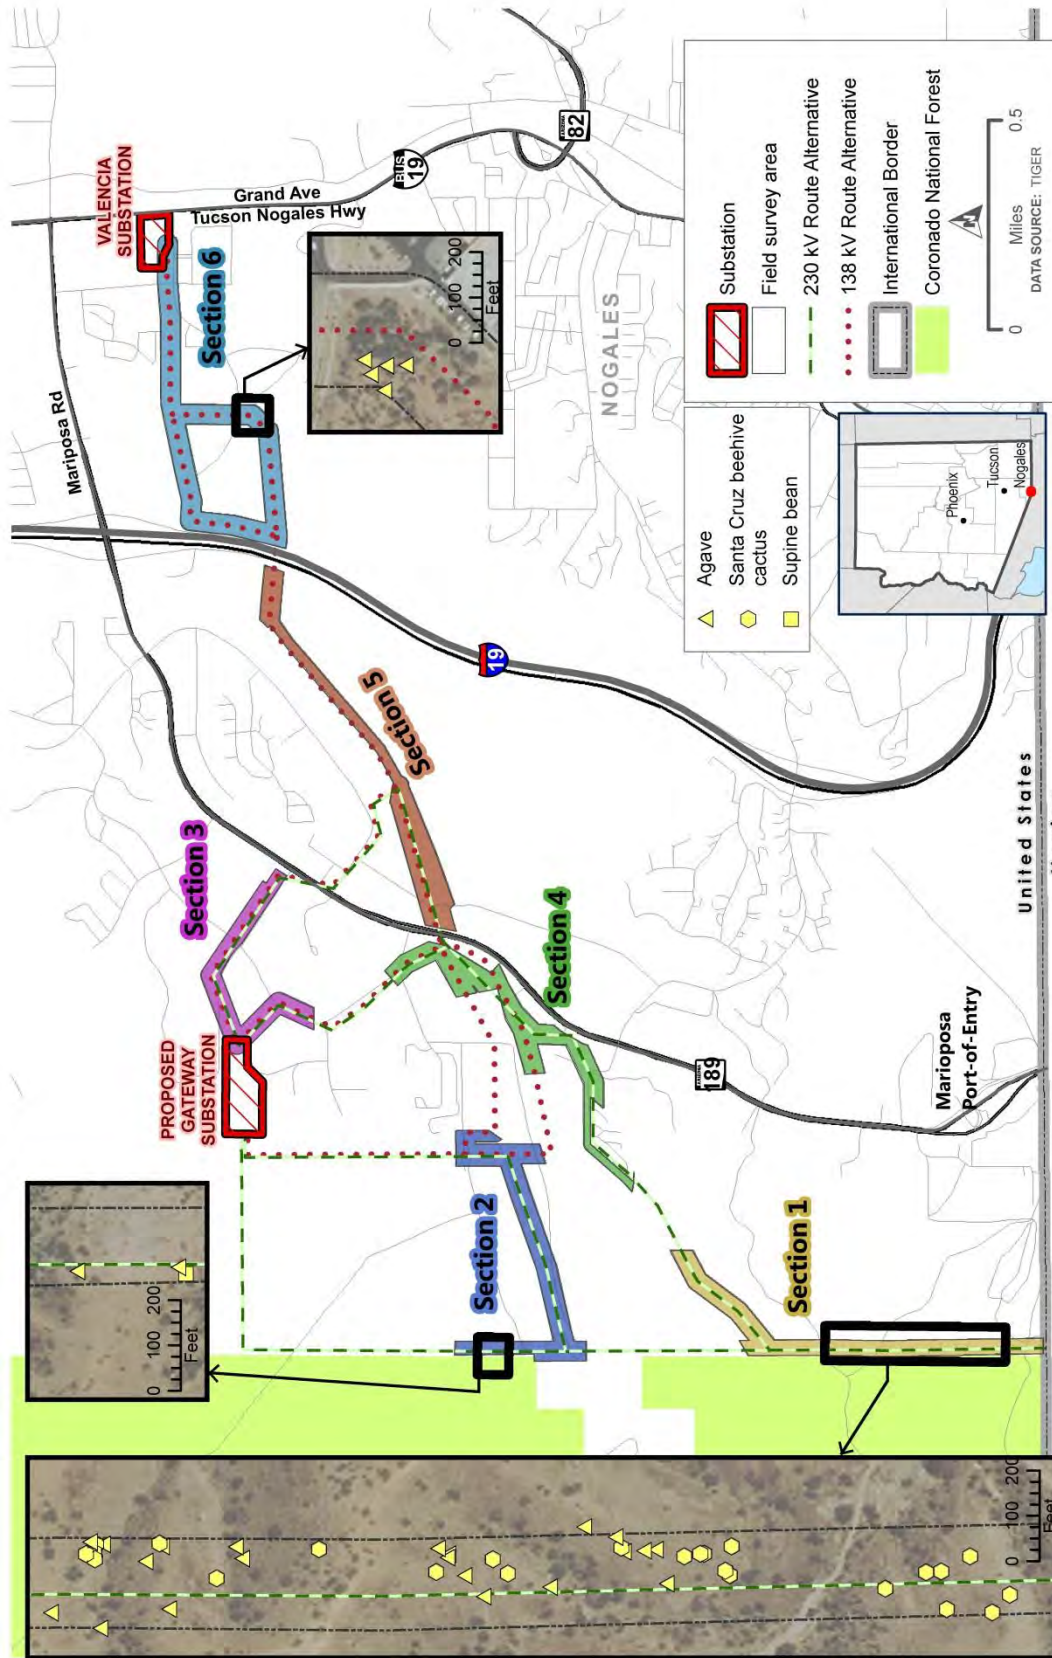 VALENCIA
SUBSTATION
Grand Ave
Tucson Nogales Hwy
BUS
19
ARIZONA
82
Section 6
0 100 200
Feet
Mariposa Rd
NOGALES
19
Section 5
Section 3
PROPOSED
GATEWAY
SUBSTATION
Section 4
ARIZONA
189
Marioposa
Port-of-Entry
United States
Section 2
Section 1
0 100 200
Feet
0 100 200
Feet
Agave
Santa Cruz beehive
cactus
Supine bean
Phoenix
Tucson
Nogales
Substation
Field survey area
230 kV Route Alternative
138 kV Route Alternative
International Border
Coronado National Forest
N
0 0.5
Miles
DATA SOURCE: TIGER